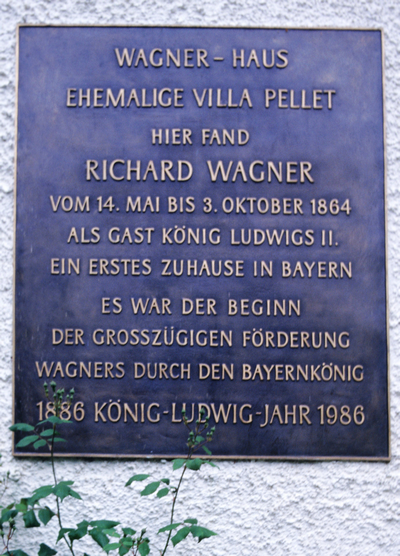 WAGNER – HAUS
EHEMALIGE VILLA PELLET
HIER FAND
RICHARD WAGNER
VOM 14. MAI BIS 3. OKTOBER 1864
ALS GAST KÖNIG LUDWIGS II.
EIN ERSTES ZUHAUSE IN BAYERN
ES WAR DER BEGINN
DER GROSSZÜGIGEN FÖRDERUNG
WAGNERS DURCH DEN BAYERNKÖNIG
1886 KÖNIG-LUDWIG-JAHR 1986